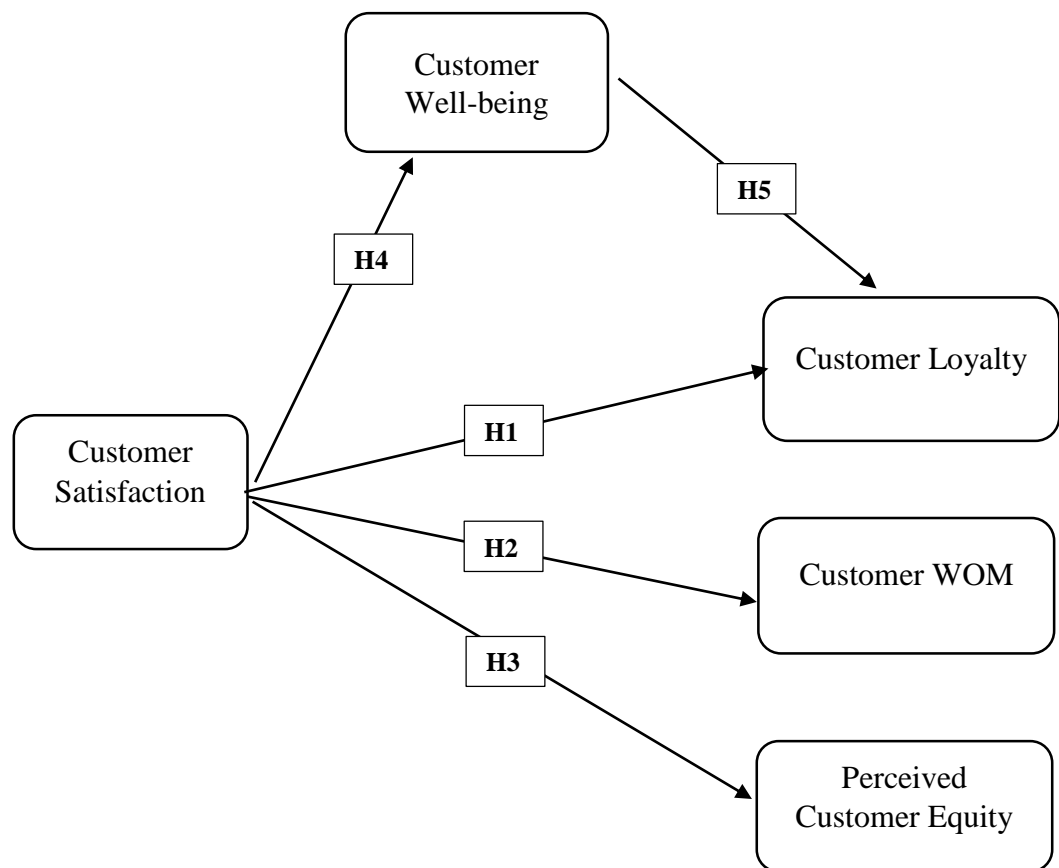 Customer
Well-being
H5
H4
Customer Loyalty
H1
Customer
Satisfaction
H2
Customer WOM
H3
Perceived
Customer Equity